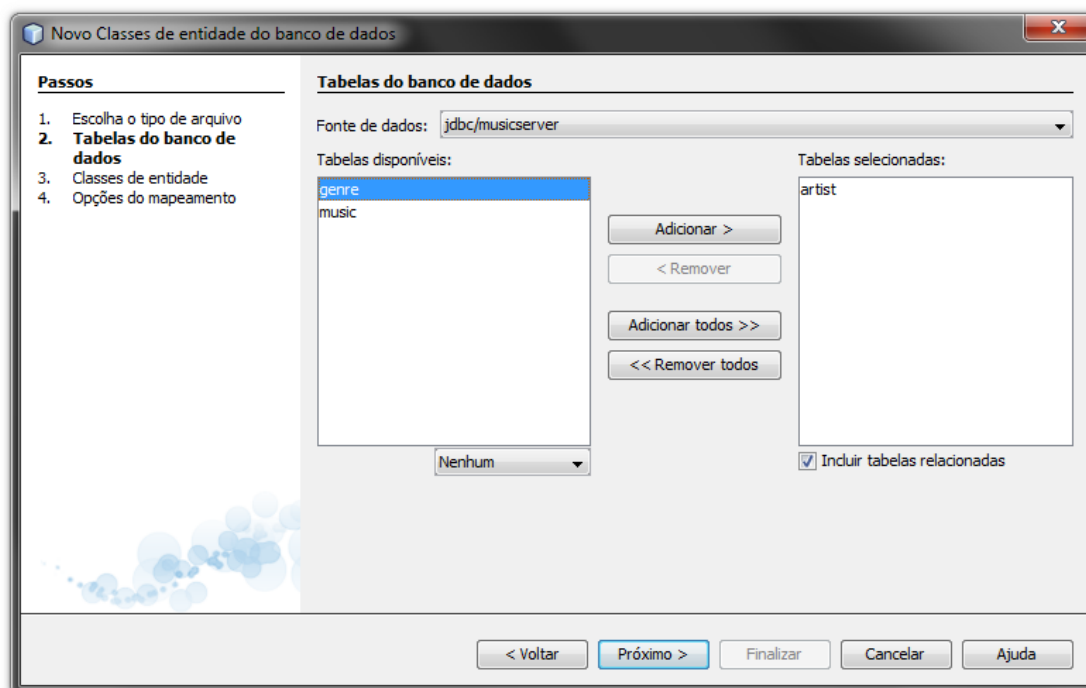 Novo Classes de entidade do banco de dados
Passos
1. Escolha o tipo de arquivo
2. Tabelas do banco de
dados
3. Classes de entidade
4. Opções do mapeamento
Tabelas do banco de dados
Fonte de dados: jdbc/musicserver
Tabelas disponíveis:
genre
music
Nenhum
Adicionar >
< Remover
Adicionar todos >>
<< Remover todos
Tabelas selecionadas:
artist
Incluir tabelas relacionadas
< Voltar
Próximo >
Finalizar
Cancelar
Ajuda